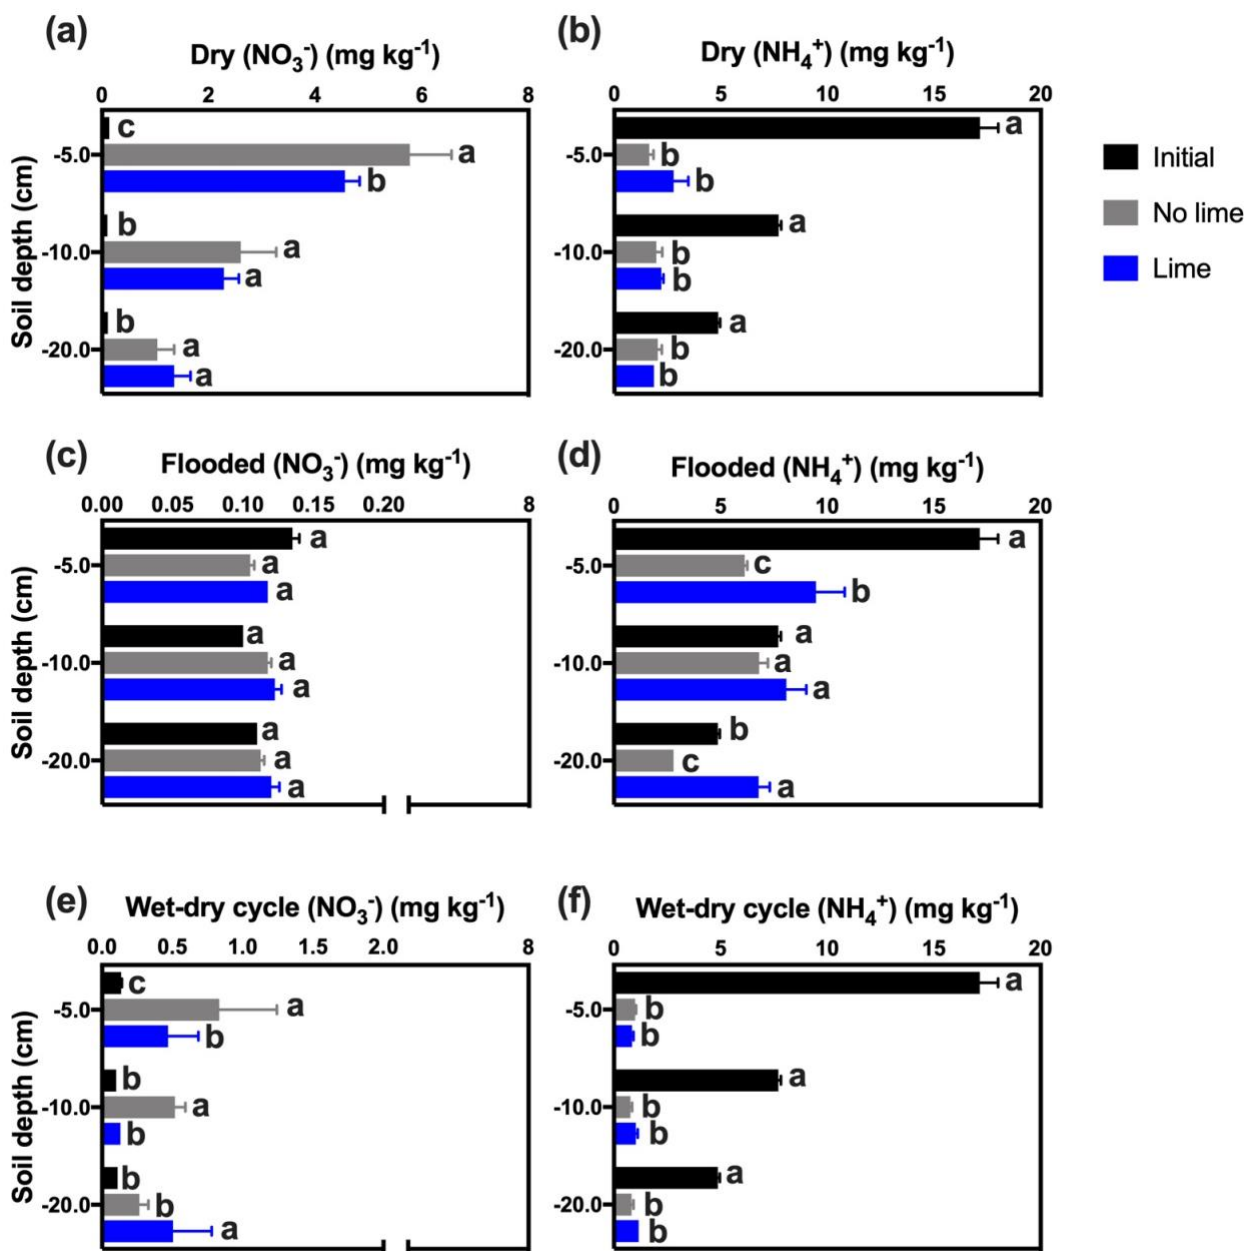 (a)
Dry (NO₃⁻) (mg kg⁻¹)
0 2 4 6 8
Soil depth (cm)
-5.0
c
a
b
-10.0
b
a
a
-20.0
b
a
a
(b)
Dry (NH₄⁺) (mg kg⁻¹)
0 5 10 15 20
-5.0
a
b
b
-10.0
a
b
b
-20.0
a
b
b
Initial
No lime
Lime
(c)
Flooded (NO₃⁻) (mg kg⁻¹)
0.00 0.05 0.10 0.15 0.20 8
Soil depth (cm)
-5.0
a
a
a
-10.0
a
a
a
-20.0
a
a
a
(d)
Flooded (NH₄⁺) (mg kg⁻¹)
0 5 10 15 20
-5.0
a
c
b
-10.0
a
a
a
-20.0
b
c
a
(e)
Wet-dry cycle (NO₃⁻) (mg kg⁻¹)
0.0 0.5 1.0 1.5 2.0 8
Soil depth (cm)
-5.0
c
a
b
-10.0
b
a
b
-20.0
b
b
a
(f)
Wet-dry cycle (NH₄⁺) (mg kg⁻¹)
0 5 10 15 20
-5.0
a
b
b
-10.0
a
b
b
-20.0
a
b
b